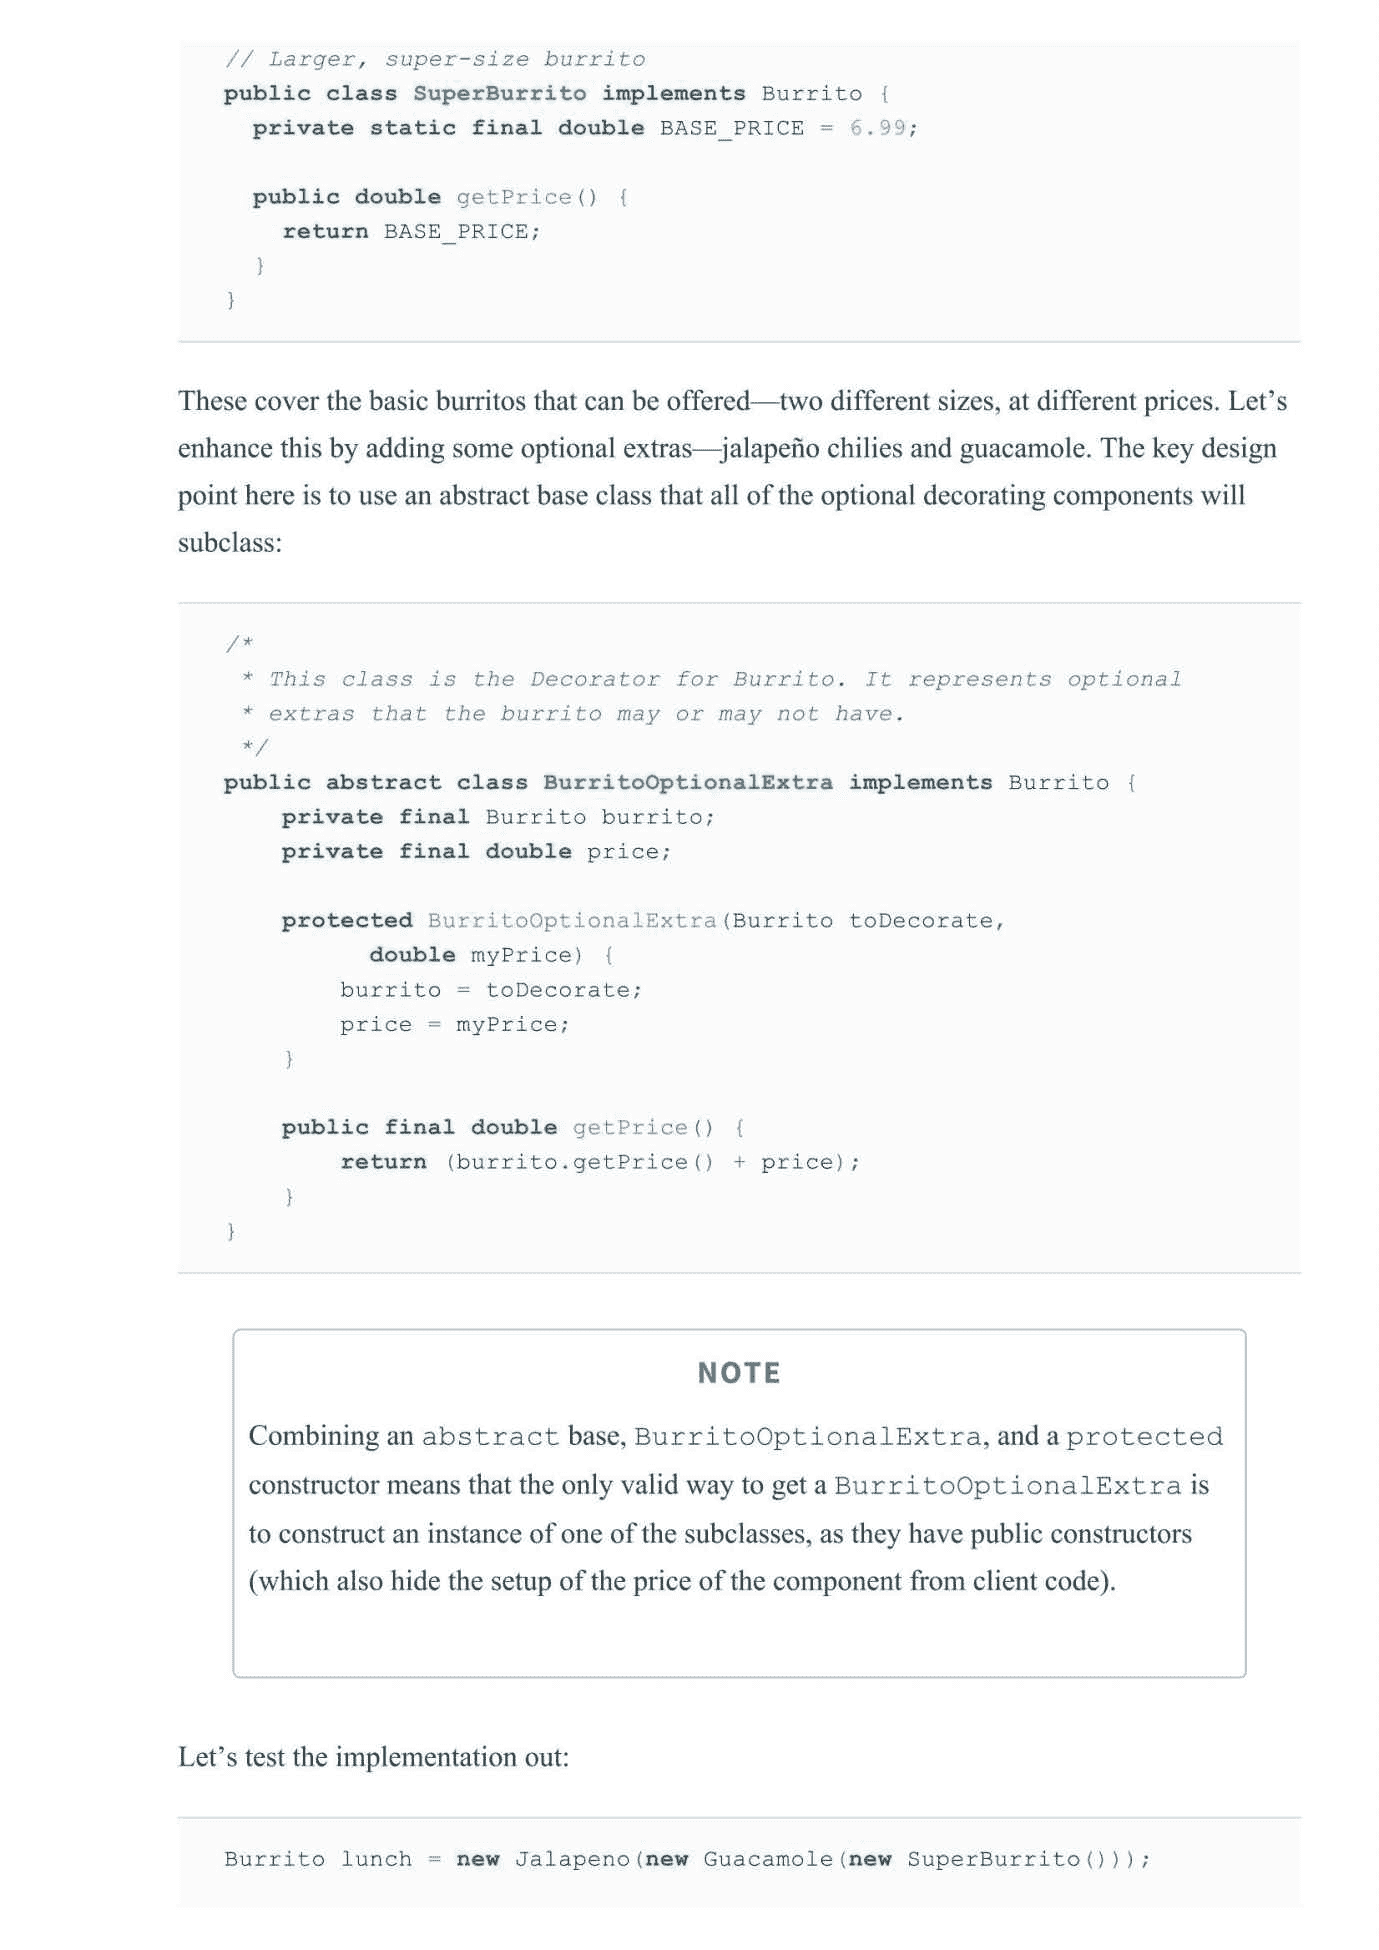 // Larger, super-size burrito
public class SuperBurrito implements Burrito {
  private static final double BASE_PRICE = 6.99;

  public double getPrice() {
    return BASE_PRICE;
  }
}
These cover the basic burritos that can be offered—two different sizes, at different prices. Let’s
enhance this by adding some optional extras—jalapeño chilies and guacamole. The key design
point here is to use an abstract base class that all of the optional decorating components will
subclass:
/*
 * This class is the Decorator for Burrito. It represents optional
 * extras that the burrito may or may not have.
 */
public abstract class BurritoOptionalExtra implements Burrito {
    private final Burrito burrito;
    private final double price;

    protected BurritoOptionalExtra(Burrito toDecorate,
          double myPrice) {
        burrito = toDecorate;
        price = myPrice;
    }

    public final double getPrice() {
        return (burrito.getPrice() + price);
    }
}
NOTE
Combining an abstract base, BurritoOptionalExtra, and a protected
constructor means that the only valid way to get a BurritoOptionalExtra is
to construct an instance of one of the subclasses, as they have public constructors
(which also hide the setup of the price of the component from client code).
Let’s test the implementation out:
Burrito lunch = new Jalapeno(new Guacamole(new SuperBurrito()));